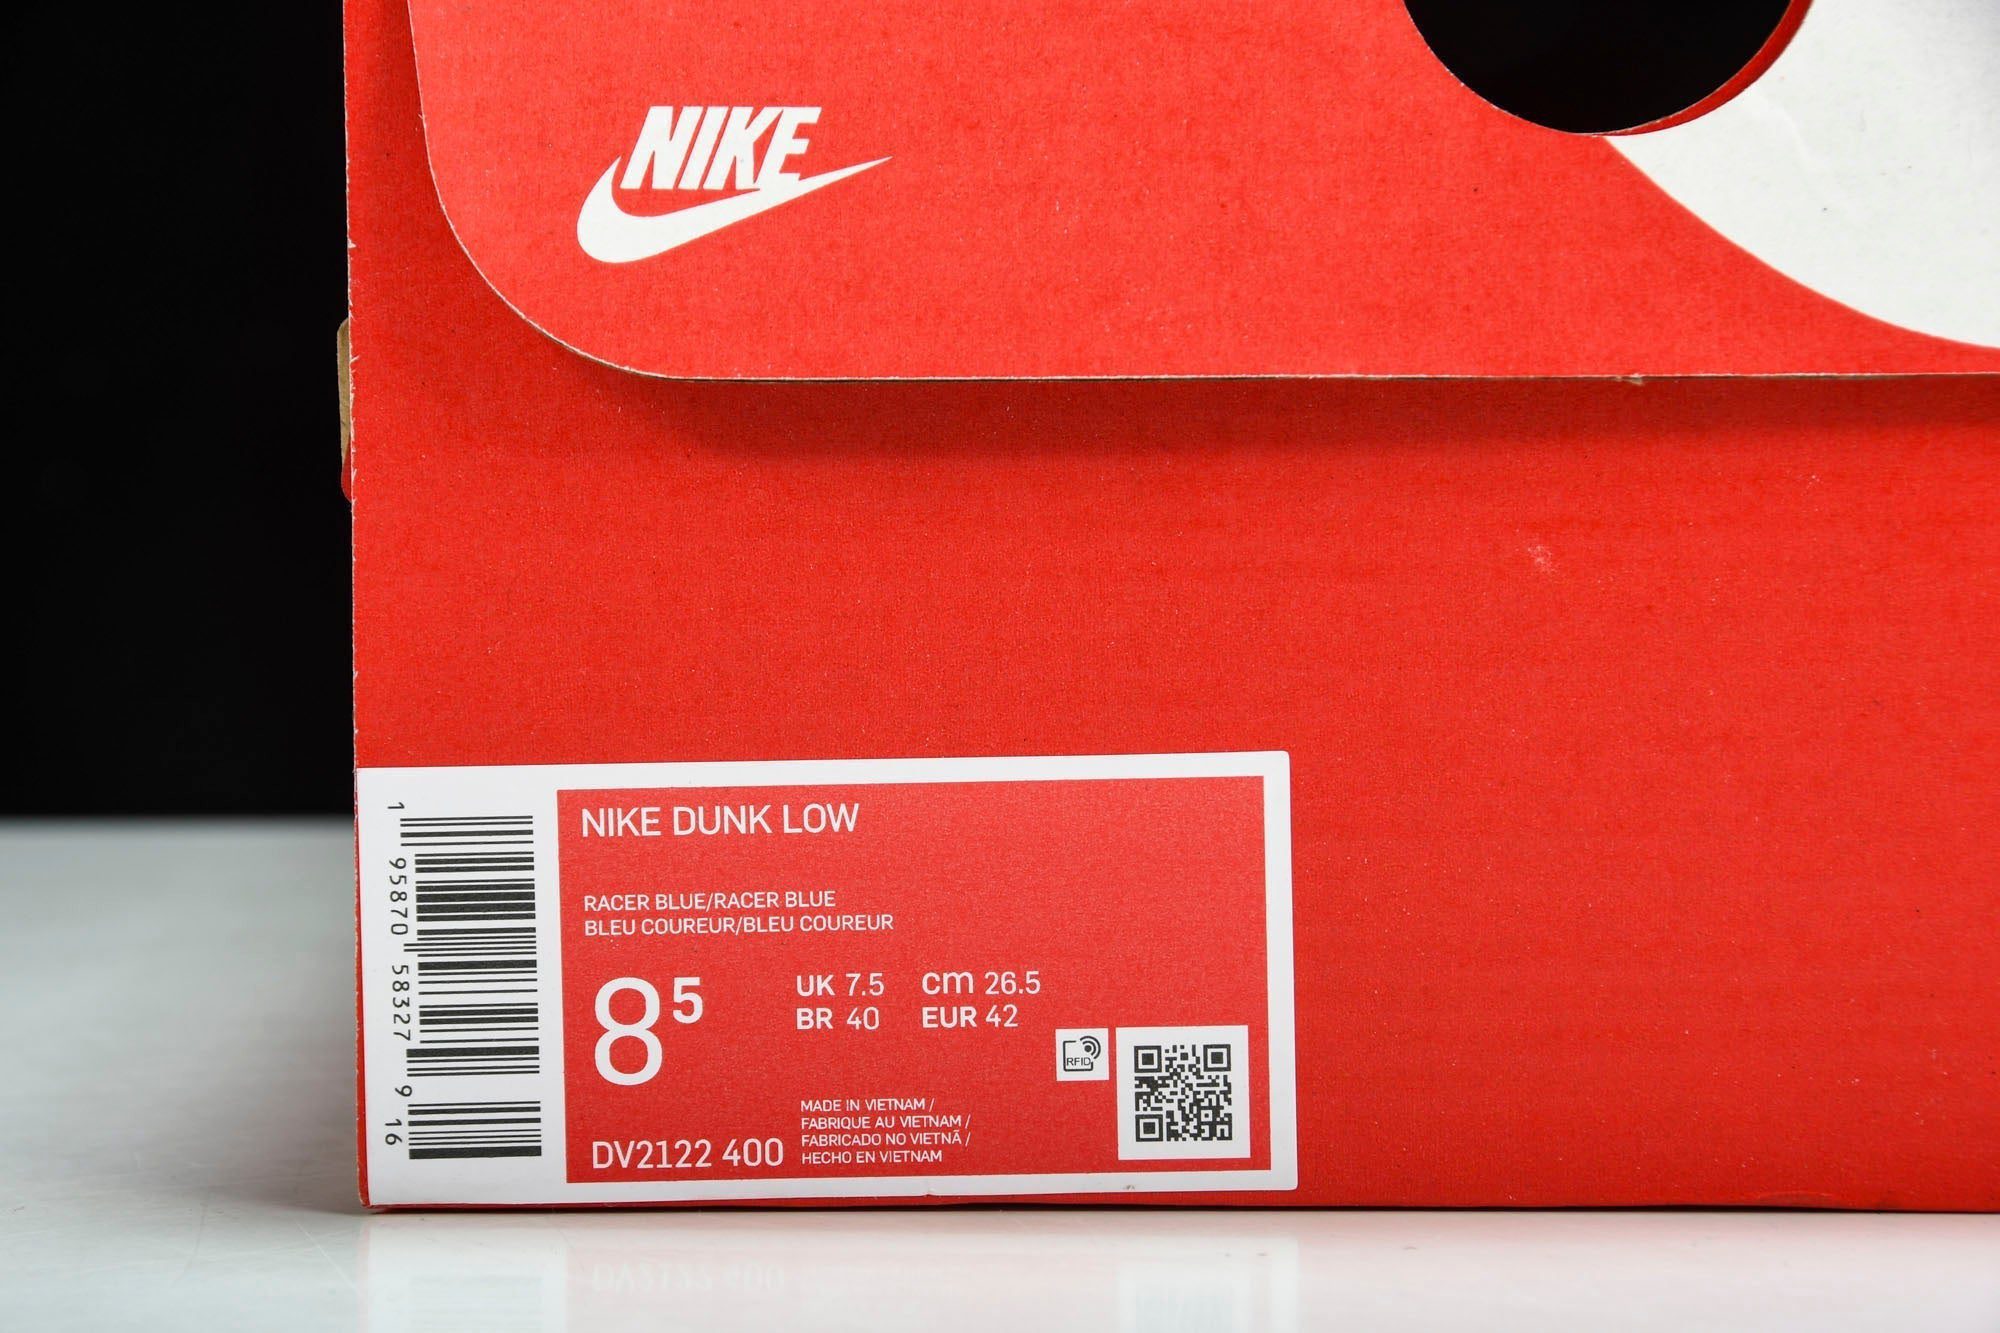 NIKE
NIKE DUNK LOW
RACER BLUE/RACER BLUE
BLEU COUREUR/BLEU COUREUR
8⁵
UK 7.5 cm 26.5
BR 40 EUR 42
RFID
MADE IN VIETNAM /
FABRIQUE AU VIETNAM /
FABRICADO NO VIETNÃ /
HECHO EN VIETNAM
DV2122 400
1 95870 58327 9 16